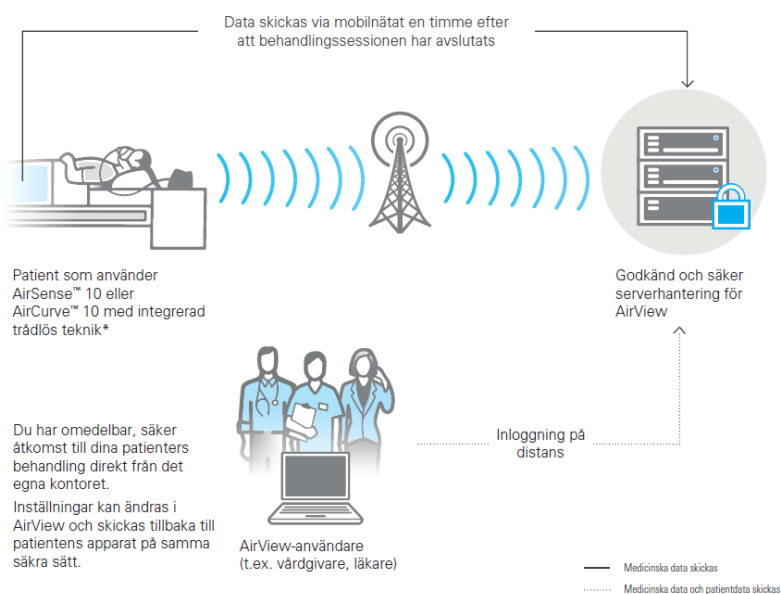 Data skickas via mobilnätat en timme efter
att behandlingssessionen har avslutats
Patient som använder
AirSense™ 10 eller
AirCurve™ 10 med integrerad
trådlös teknik*
Godkänd och säker
serverhantering för
AirView
Du har omedelbar, säker
åtkomst till dina patienters
behandling direkt från det
egna kontoret.
Inställningar kan ändras i
AirView och skickas tillbaka till
patientens apparat på samma
säkra sätt.
AirView-användare
(t.ex. vårdgivare, läkare)
Inloggning på
distans
Medicinska data skickas
Medicinska data och patientdata skickas